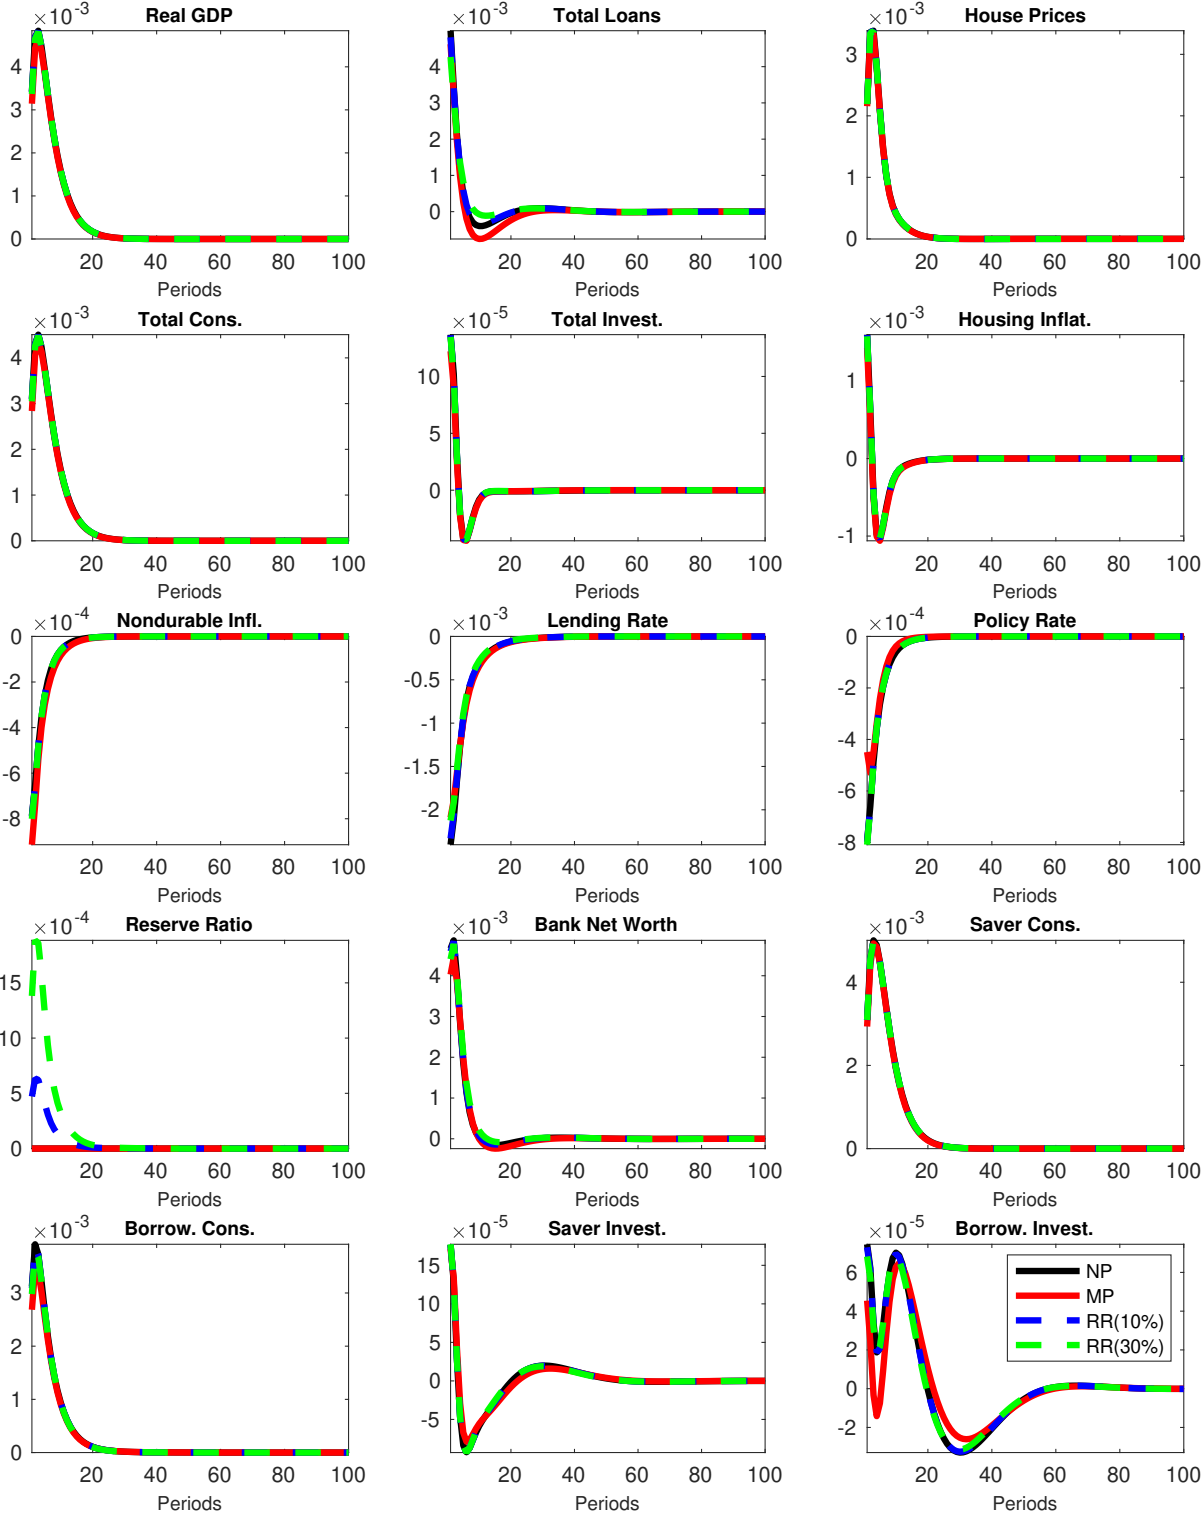 Real GDP
×10^-3
4
3
2
1
0
20 40 60 80 100
Periods
Total Loans
×10^-3
5
4
3
2
1
0
20 40 60 80 100
Periods
House Prices
×10^-3
3
2
1
0
20 40 60 80 100
Periods
Total Cons.
×10^-3
4
3
2
1
0
20 40 60 80 100
Periods
Total Invest.
×10^-5
10
5
0
20 40 60 80 100
Periods
Housing Inflat.
×10^-3
1
0
-1
20 40 60 80 100
Periods
Nondurable Infl.
×10^-4
0
-2
-4
-6
-8
20 40 60 80 100
Periods
Lending Rate
×10^-3
0
-0.5
-1
-1.5
-2
20 40 60 80 100
Periods
Policy Rate
×10^-4
0
-2
-4
-6
-8
20 40 60 80 100
Periods
Reserve Ratio
×10^-4
15
10
5
0
20 40 60 80 100
Periods
Bank Net Worth
×10^-3
4
3
2
1
0
20 40 60 80 100
Periods
Saver Cons.
×10^-3
4
2
0
20 40 60 80 100
Periods
Borrow. Cons.
×10^-3
3
2
1
0
20 40 60 80 100
Periods
Saver Invest.
×10^-5
15
10
5
0
-5
20 40 60 80 100
Periods
Borrow. Invest.
×10^-5
6
4
2
0
-2
20 40 60 80 100
Periods
NP
MP
RR(10%)
RR(30%)